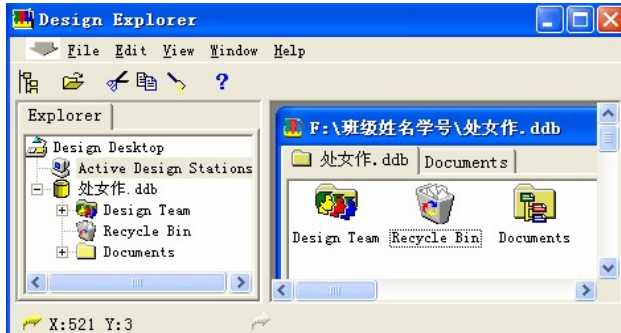 Design Explorer
File Edit View Window Help
?
Explorer
Design Desktop
Active Design Stations
处女作.ddb
Design Team
Recycle Bin
Documents
F:\班级姓名学号\处女作.ddb
处女作.ddb Documents
Design Team Recycle Bin Documents
X:521 Y:3